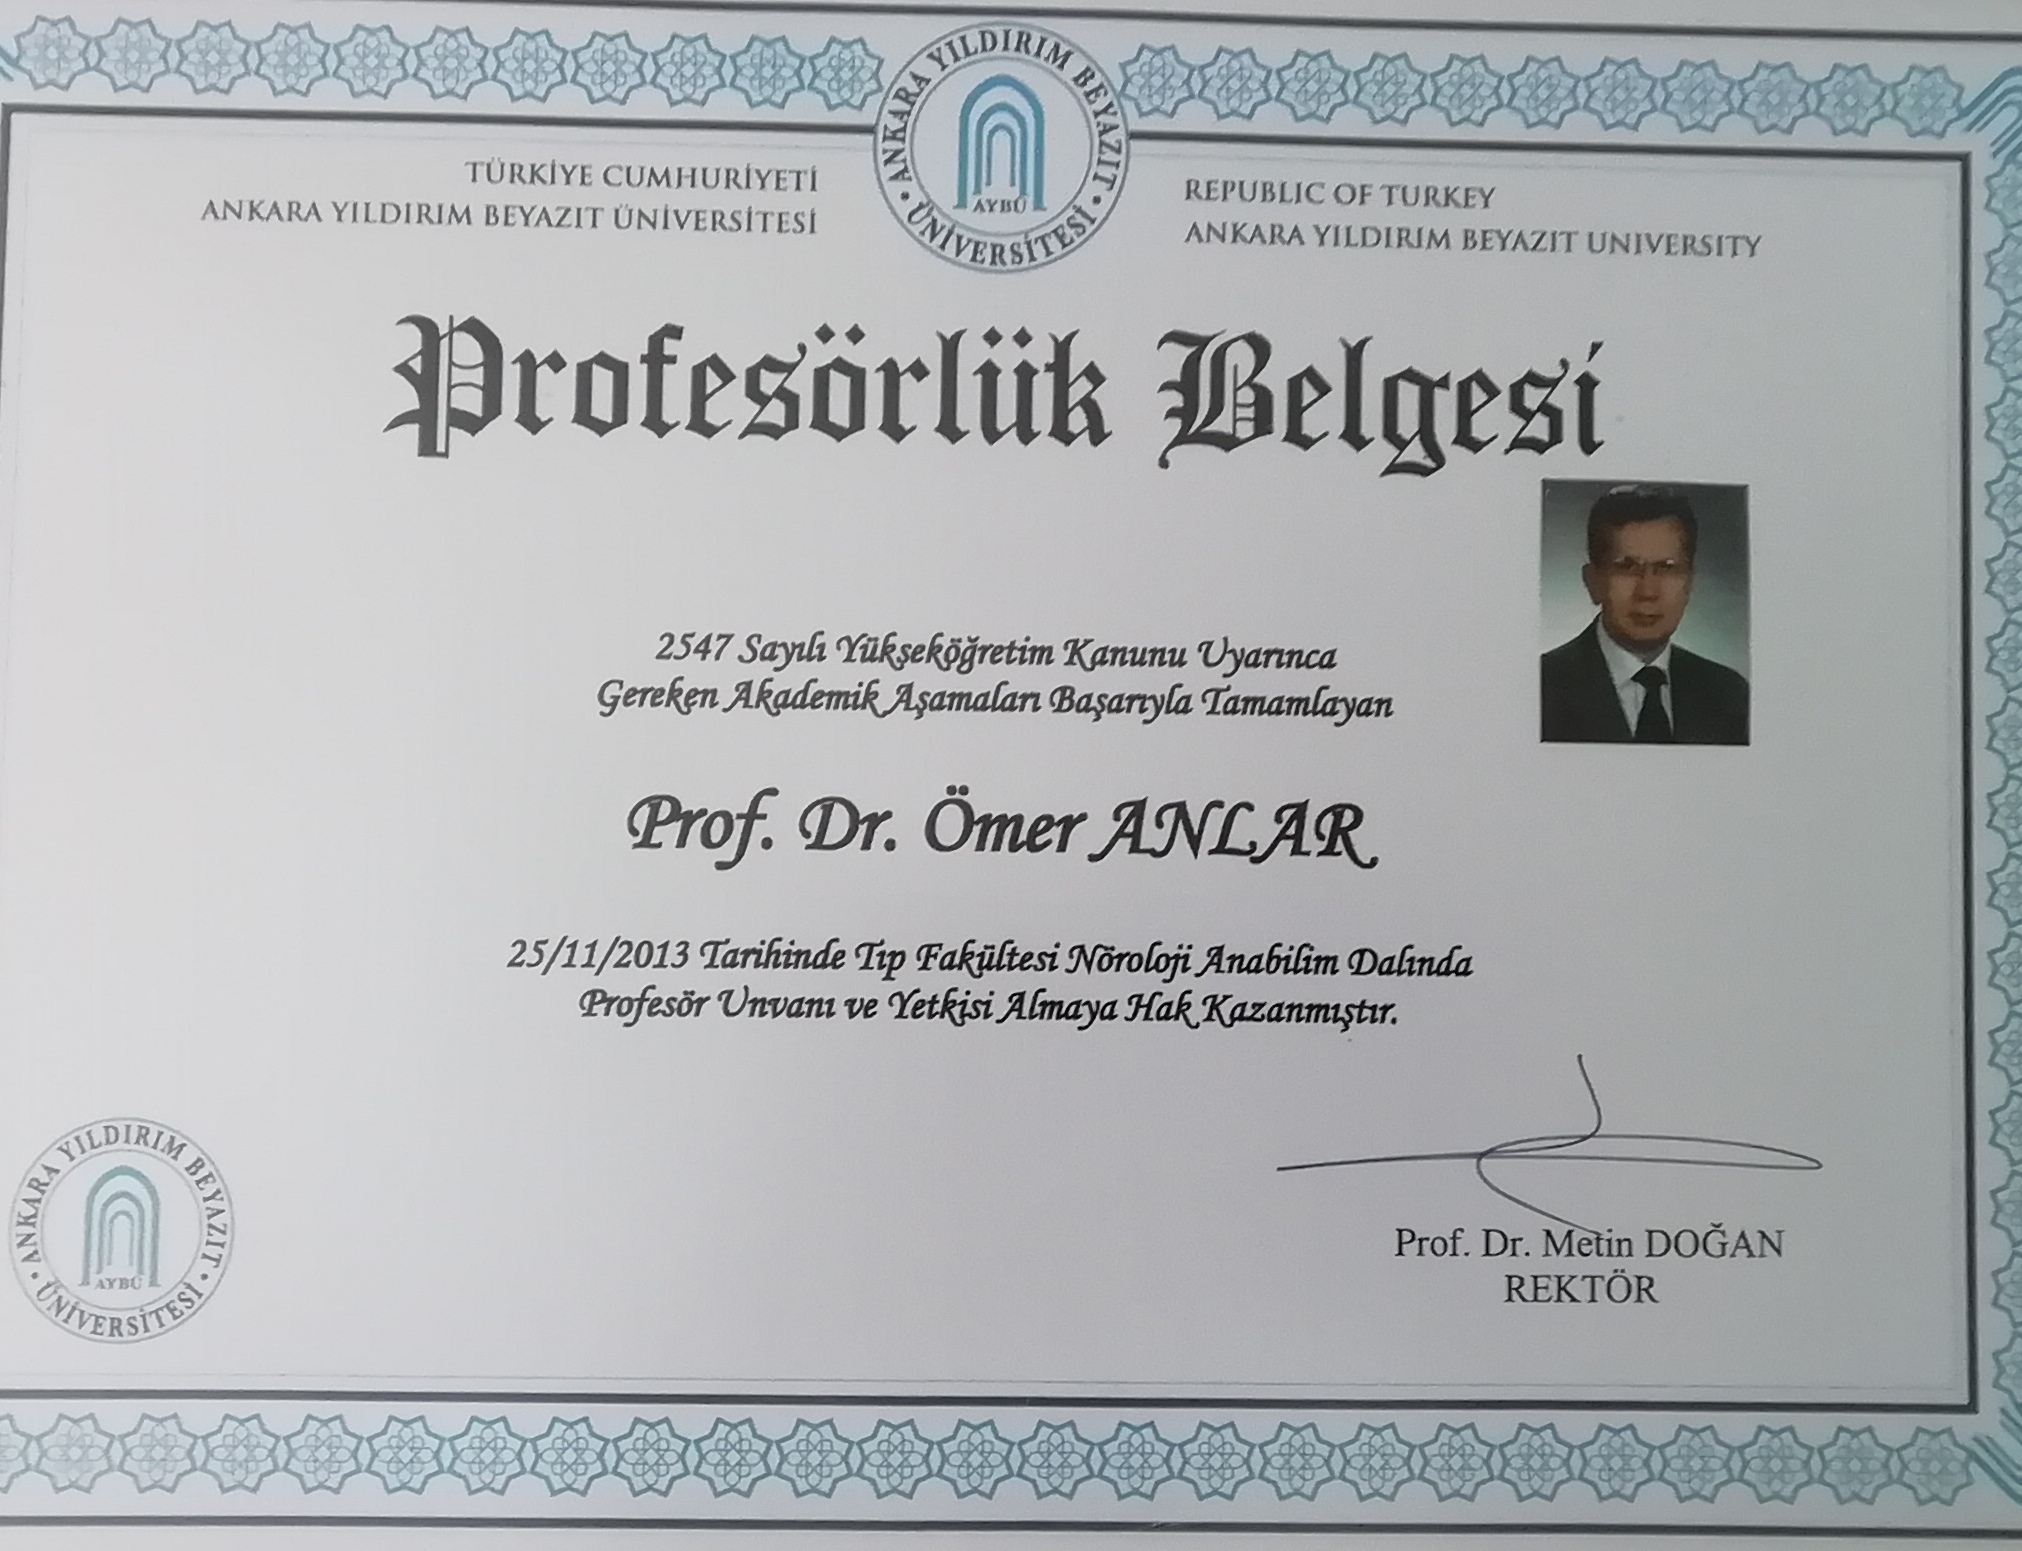 ANKARA YILDIRIM BEYAZIT • ÜNİVERSİTESİ •
AYBÜ
TÜRKİYE CUMHURİYETİ
ANKARA YILDIRIM BEYAZIT ÜNİVERSİTESİ
REPUBLIC OF TURKEY
ANKARA YILDIRIM BEYAZIT UNIVERSITY
Profesörlük Belgesi
2547 Sayılı Yükseköğretim Kanunu Uyarınca
Gereken Akademik Aşamaları Başarıyla Tamamlayan
Prof. Dr. Ömer ANLAR
25/11/2013 Tarihinde Tıp Fakültesi Nöroloji Anabilim Dalında
Profesör Unvanı ve Yetkisi Almaya Hak Kazanmıştır.
Prof. Dr. Metin DOĞAN
REKTÖR
ANKARA YILDIRIM BEYAZIT • ÜNİVERSİTESİ •
AYBÜ